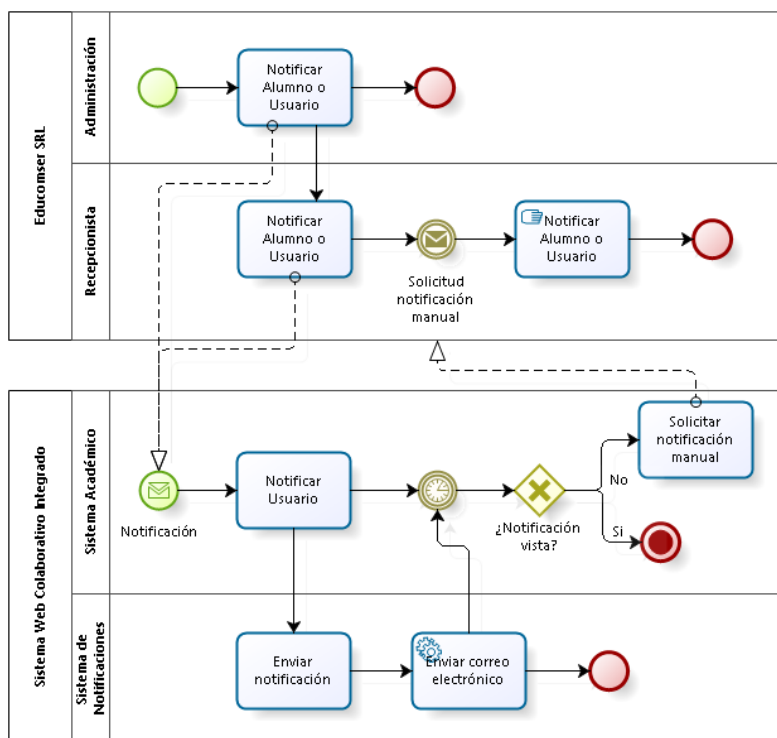 Educomser SRL
Administración
Notificar
Alumno o
Usuario
Recepcionista
Notificar
Alumno o
Usuario
Solicitud
notificación
manual
Notificar
Alumno o
Usuario
Sistema Web Colaborativo Integrado
Sistema Académico
Notificación
Notificar
Usuario
¿Notificación
vista?
No
Si
Solicitar
notificación
manual
Sistema de
Notificaciones
Enviar
notificación
Enviar correo
electrónico